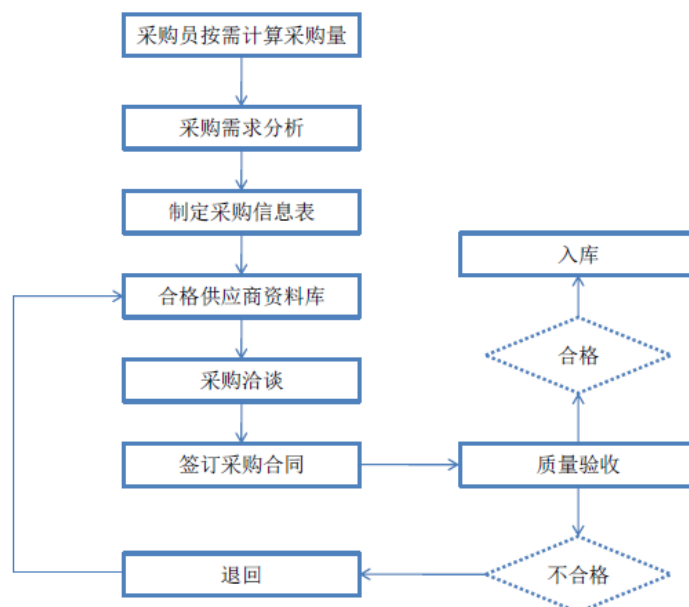 采购员按需计算采购量
采购需求分析
制定采购信息表
合格供应商资料库
采购洽谈
签订采购合同
质量验收
合格
入库
不合格
退回